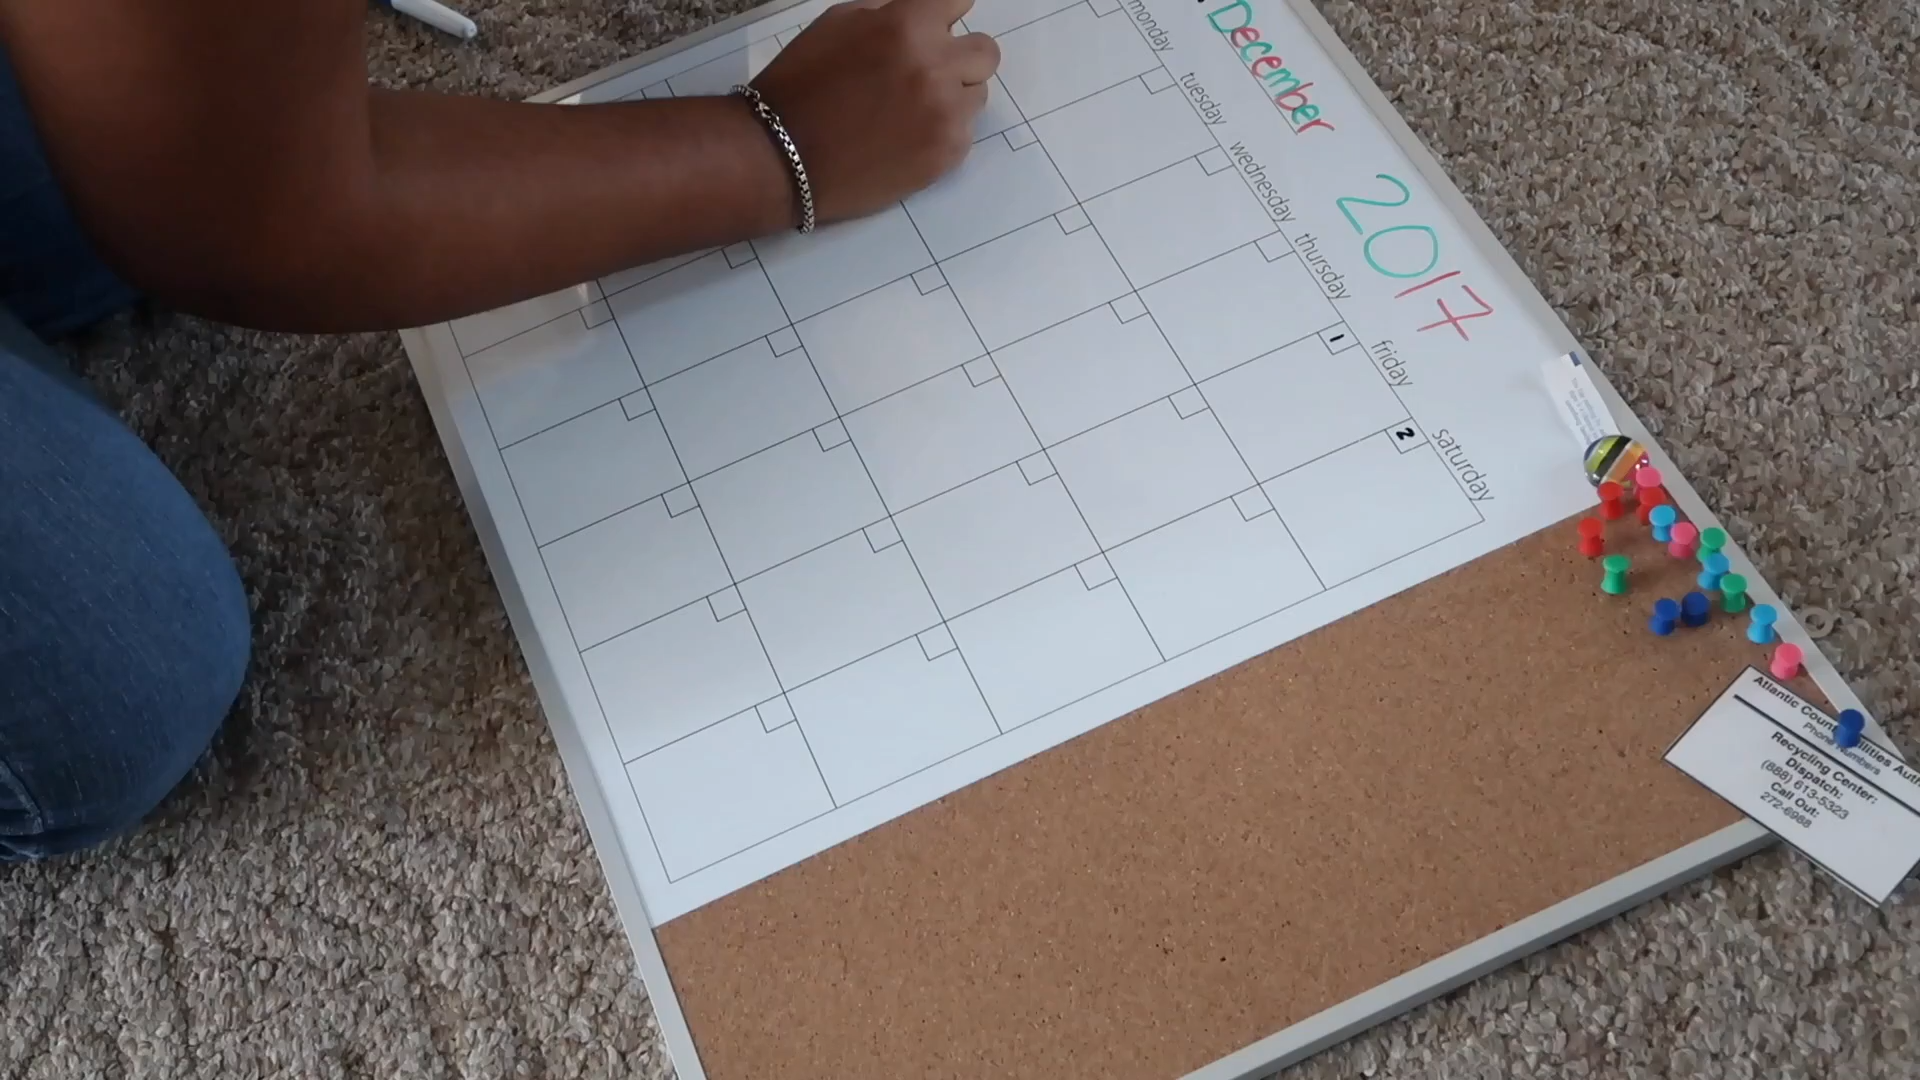 December 2017
monday tuesday wednesday thursday friday saturday
1
2
Atlantic
Phone Numbers
Recycling Center:
Dispatch:
(888) 613-5323
Call Out:
272-6988